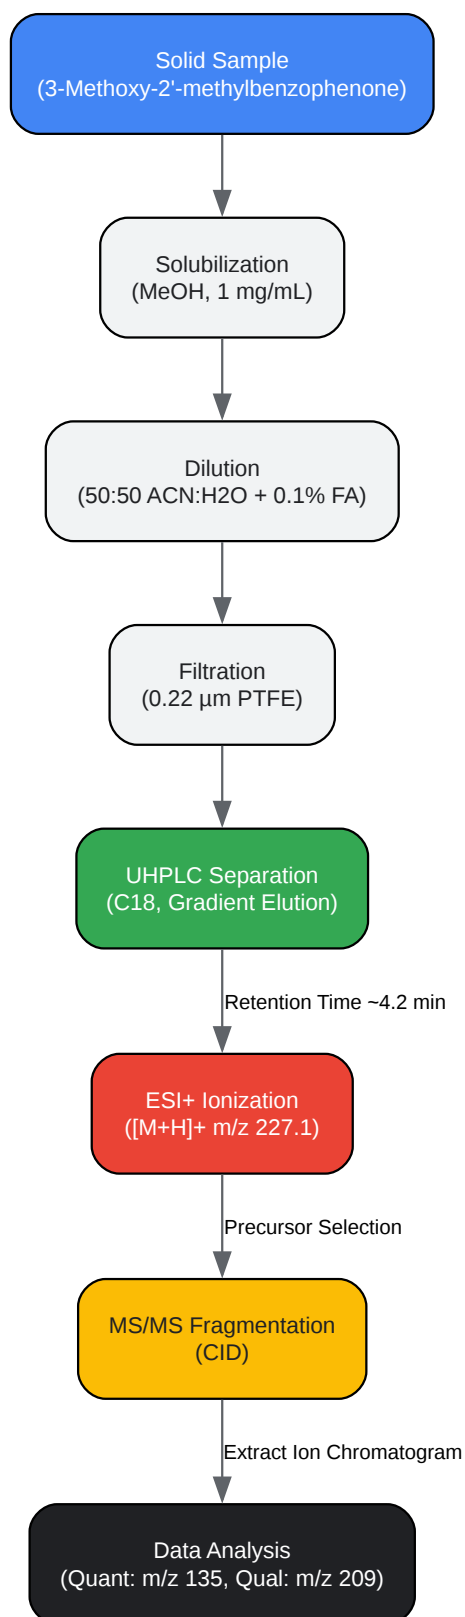 Solid Sample
(3-Methoxy-2'-methylbenzophenone)
Solubilization
(MeOH, 1 mg/mL)
Dilution
(50:50 ACN:H2O + 0.1% FA)
Filtration
(0.22 µm PTFE)
UHPLC Separation
(C18, Gradient Elution)
Retention Time ~4.2 min
ESI+ Ionization
([M+H]+ m/z 227.1)
Precursor Selection
MS/MS Fragmentation
(CID)
Extract Ion Chromatogram
Data Analysis
(Quant: m/z 135, Qual: m/z 209)